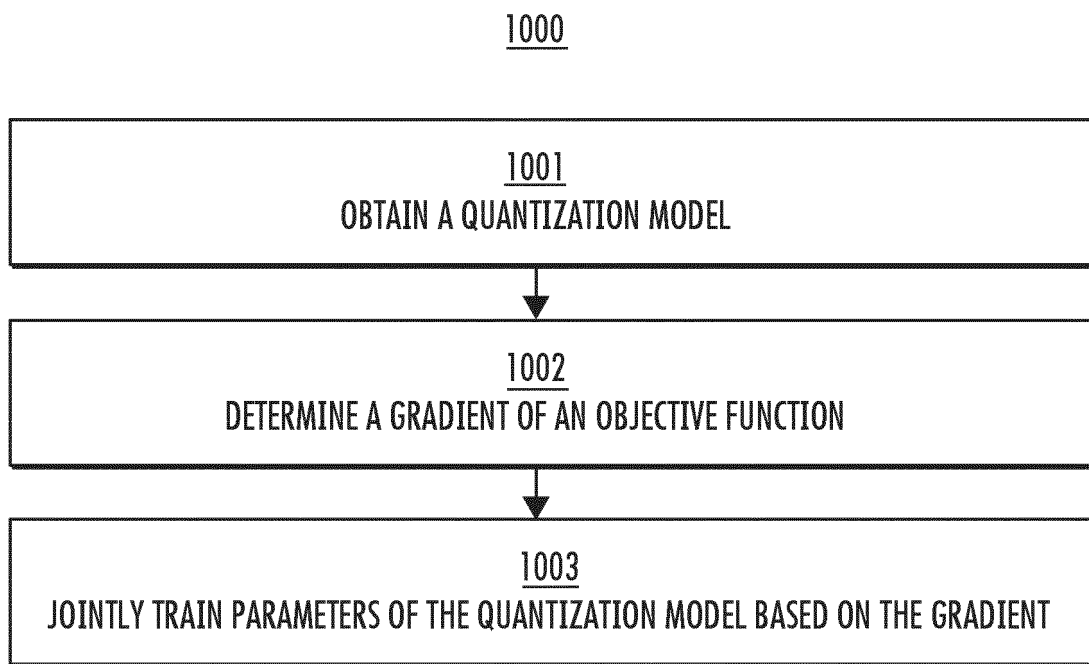 1000
1001
OBTAIN A QUANTIZATION MODEL
1002
DETERMINE A GRADIENT OF AN OBJECTIVE FUNCTION
1003
JOINTLY TRAIN PARAMETERS OF THE QUANTIZATION MODEL BASED ON THE GRADIENT